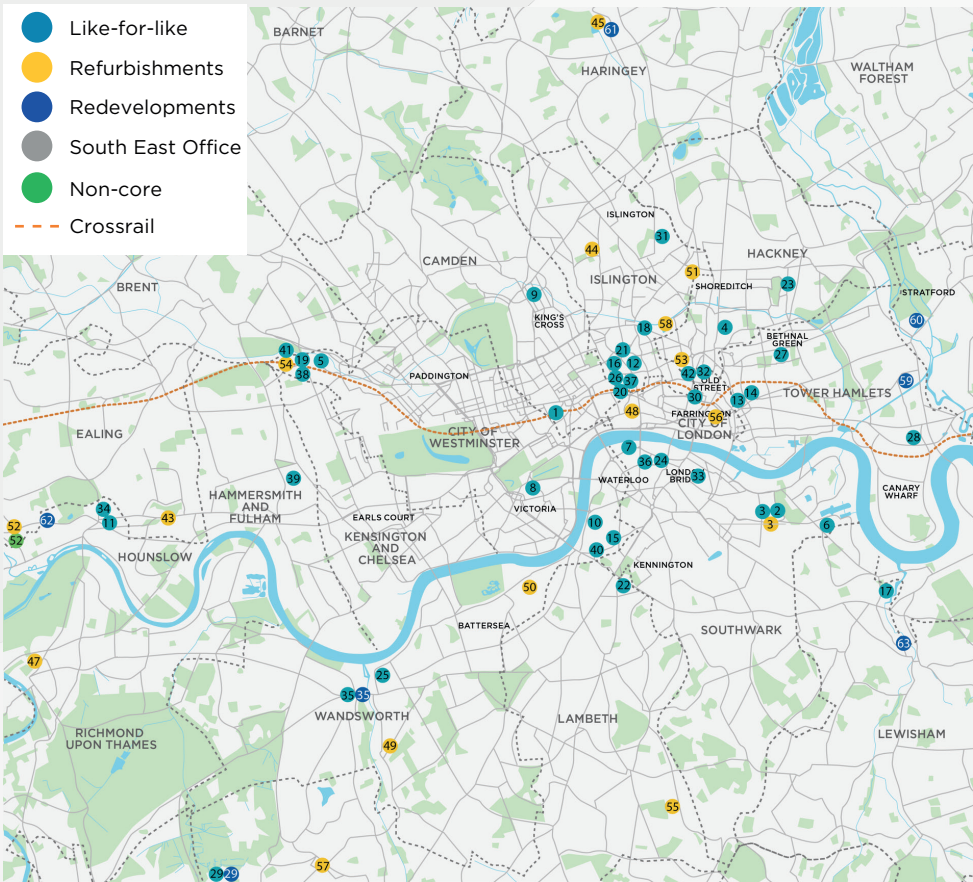 Like-for-like
Refurbishments
Redevelopments
South East Office
Non-core
Crossrail
BARNET
45
61
HARINGEY
WALTHAM
FOREST
ISLINGTON
31
44
CAMDEN
ISLINGTON
HACKNEY
51
SHOREDITCH
23
BRENT
9
STRATFORD
KING'S
CROSS
18
58
4
60
BETHNAL
GREEN
27
41
54
19
5
38
21
16
12
26
37
20
53
42
32
OLD
STREET
30
PADDINGTON
59
13
14
TOWER HAMLETS
1
48
FARRINGDON
56
CITY OF
LONDON
EALING
CITY OF
WESTMINSTER
28
7
36
24
WATERLOO
LONDON
BRIDGE
33
39
8
VICTORIA
CANARY
WHARF
HAMMERSMITH
AND
FULHAM
34
11
43
52
62
52
EARLS COURT
KENSINGTON
AND
CHELSEA
10
15
40
3
2
3
6
HOUNSLOW
KENNINGTON
22
50
17
BATTERSEA
SOUTHWARK
63
47
25
35
35
WANDSWORTH
LAMBETH
RICHMOND
UPON THAMES
LEWISHAM
49
55
57
29
29